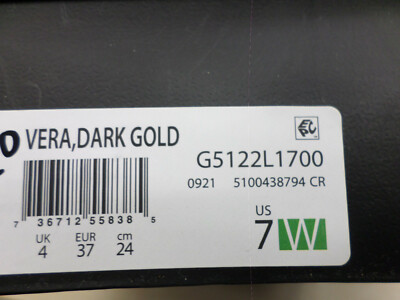 VERA,DARK GOLD
G5122L1700
0921 5100438794 CR
7 36712 55838 5
UK EUR cm
4 37 24
US
7 W